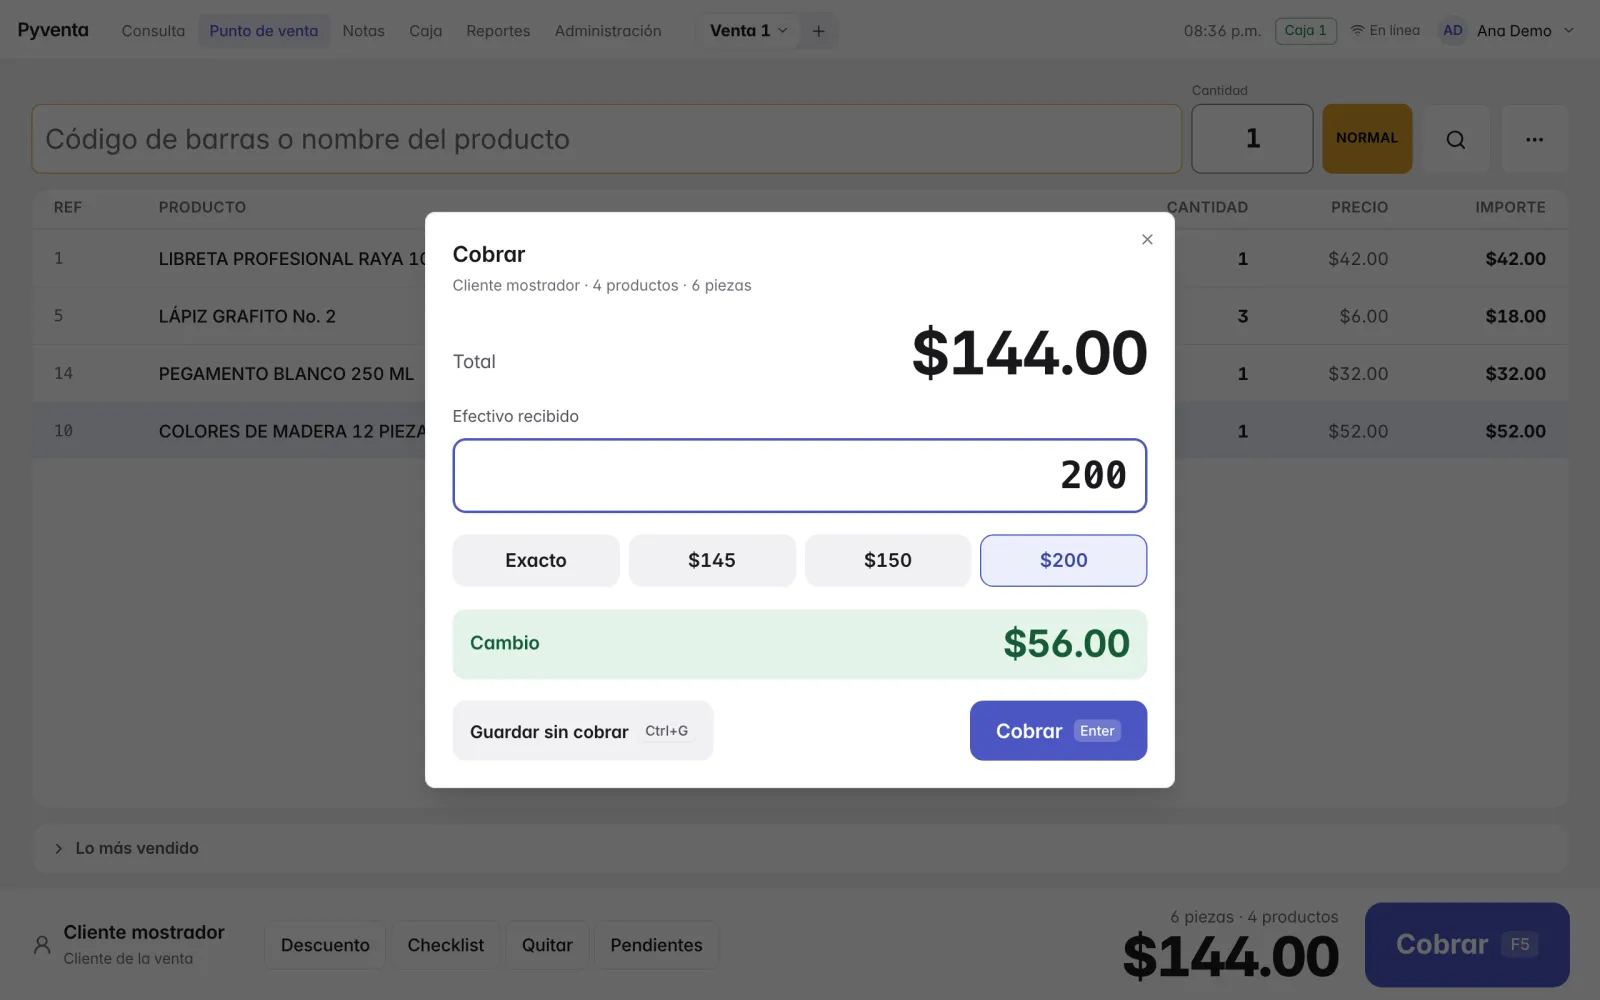 Pyventa
Consulta
Punto de venta
Notas
Caja
Reportes
Administración
Venta 1
+
08:36 p.m.
Caja 1
En línea
AD
Ana Demo
Código de barras o nombre del producto
Cantidad
1
NORMAL
REF PRODUCTO CANTIDAD PRECIO IMPORTE
1 LIBRETA PROFESIONAL RAYA 1 $42.00 $42.00
5 LÁPIZ GRAFITO No. 2 3 $6.00 $18.00
14 PEGAMENTO BLANCO 250 ML 1 $32.00 $32.00
10 COLORES DE MADERA 12 1 $52.00 $52.00
Cobrar
Cliente mostrador · 4 productos · 6 piezas
Total $144.00
Efectivo recibido
200
Exacto $145 $150 $200
Cambio $56.00
Guardar sin cobrar Ctrl+G
Cobrar Enter
Lo más vendido
Cliente mostrador
Cliente de la venta
Descuento Checklist Quitar Pendientes
6 piezas · 4 productos
$144.00
Cobrar F5